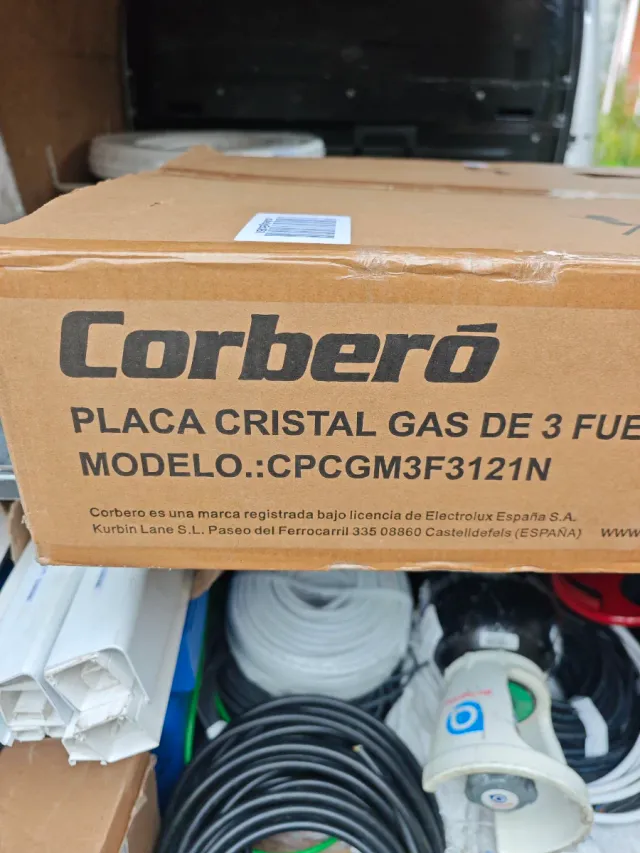 Corberó
PLACA CRISTAL GAS DE 3 FUE
MODELO.:CPCGM3F3121N
Corbero es una marca registrada bajo licencia de Electrolux España S.A.
Kurbin Lane S.L. Paseo del Ferrocarril 335 08860 Castelldefels (ESPAÑA) www.